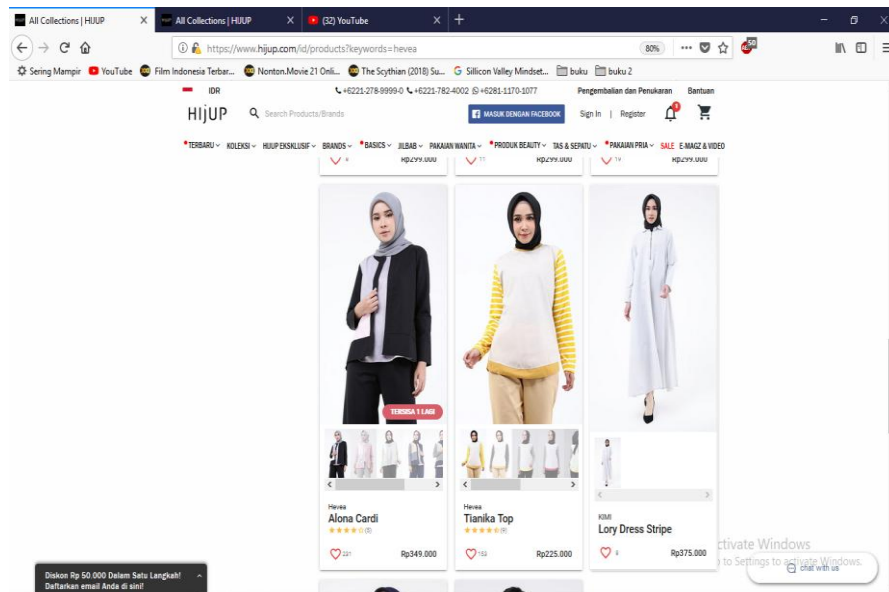 All Collections | HIJUP
All Collections | HIJUP
(32) YouTube
https://www.hijup.com/id/products?keywords=hevea
80%
50
Sering Mampir
YouTube
Film Indonesia Terbar...
Nonton.Movie 21 Onli...
The Scythian (2018) Su...
Sillicon Valley Mindset...
buku
buku 2
IDR
+6221-278-9999-0
+6221-782-4002
+6281-1170-1077
Pengembalian dan Penukaran
Bantuan
HIJUP
Search Products/Brands
MASUK DENGAN FACEBOOK
Sign In | Register
TERBARU
KOLEKSI
HIJUP EKSKLUSIF
BRANDS
BASICS
JILBAB
PAKAIAN WANITA
PRODUK BEAUTY
TAS & SEPATU
PAKAIAN PRIA
SALE
E-MAGZ & VIDEO
Rp299.000
11
Rp299.000
19
Rp299.000
TERSISA 1 LAGI
Hevea
Alona Cardi
(5)
Rp349.000
Hevea
Tianika Top
(9)
Rp225.000
KIMI
Lory Dress Stripe
Rp375.000
Activate Windows
to Settings to activate Windows.
chat with us
Diskon Rp 50.000 Dalam Satu Langkah!
Daftarkan email Anda di sini!